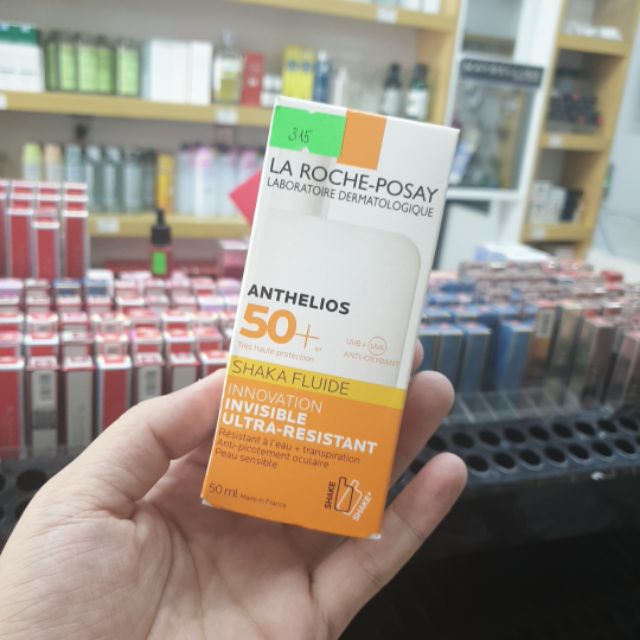 315
LA ROCHE-POSAY
LABORATOIRE DERMATOLOGIQUE
ANTHELIOS
50+
Très haute protection
UVB + UVA
ANTI-OXYDANT
SHAKA FLUIDE
INNOVATION
INVISIBLE
ULTRA-RESISTANT
Résistant à l'eau + transpiration
Anti-picotement oculaire
Peau sensible
50 ml Made in France
SHAKE
SHAKE+